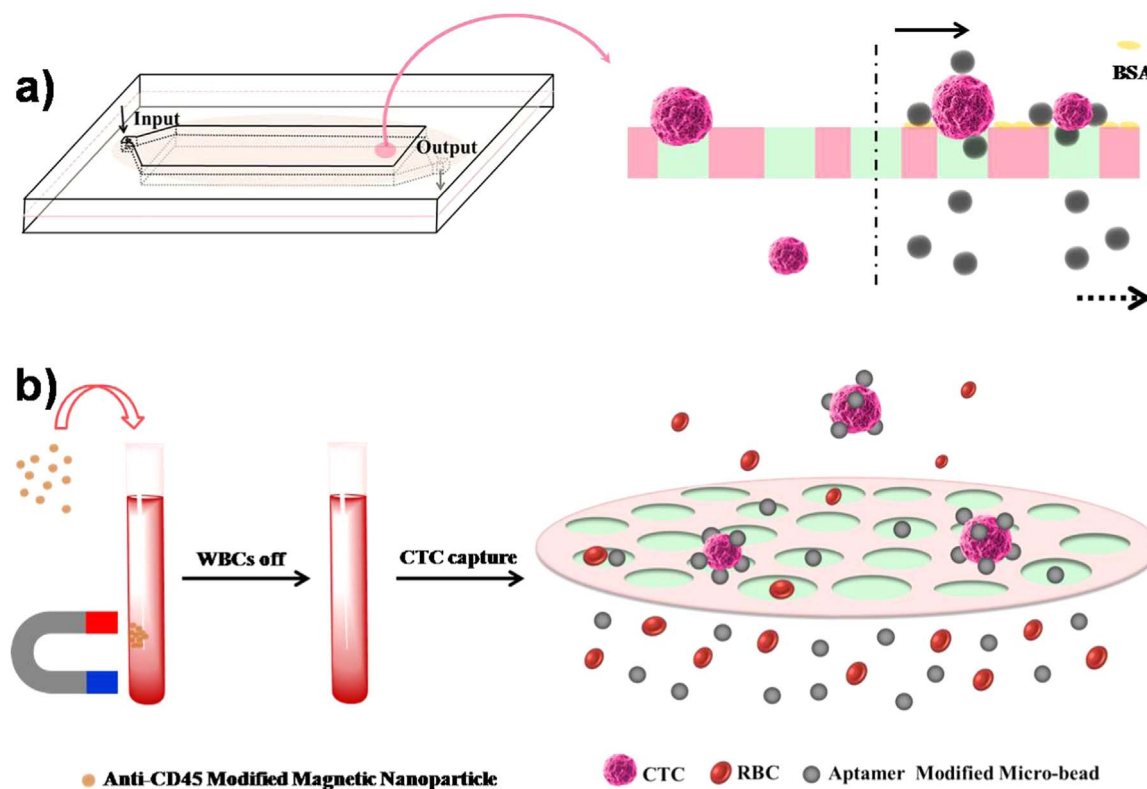 a)
Input
Output
BSA
b)
WBCs off
CTC capture
Anti-CD45 Modified Magnetic Nanoparticle
CTC
RBC
Aptamer Modified Micro-bead